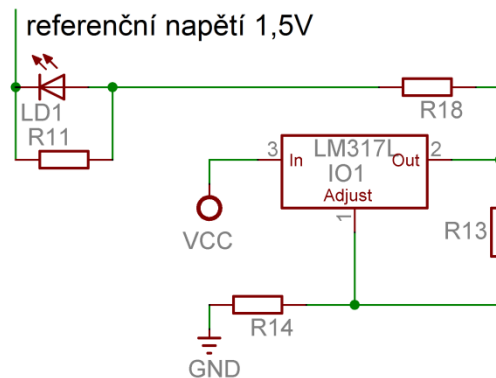 referenční napětí 1,5V
LD1
R11
R18
3
In
LM317L
Out
2
IO1
Adjust
1
VCC
R13
R14
GND